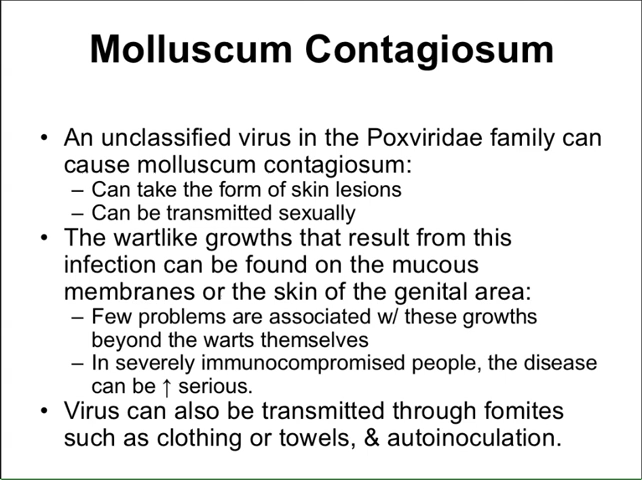 Molluscum Contagiosum
• An unclassified virus in the Poxviridae family can
cause molluscum contagiosum:
– Can take the form of skin lesions
– Can be transmitted sexually
• The wartlike growths that result from this
infection can be found on the mucous
membranes or the skin of the genital area:
– Few problems are associated w/ these growths
beyond the warts themselves
– In severely immunocompromised people, the disease
can be ↑ serious.
• Virus can also be transmitted through fomites
such as clothing or towels, & autoinoculation.